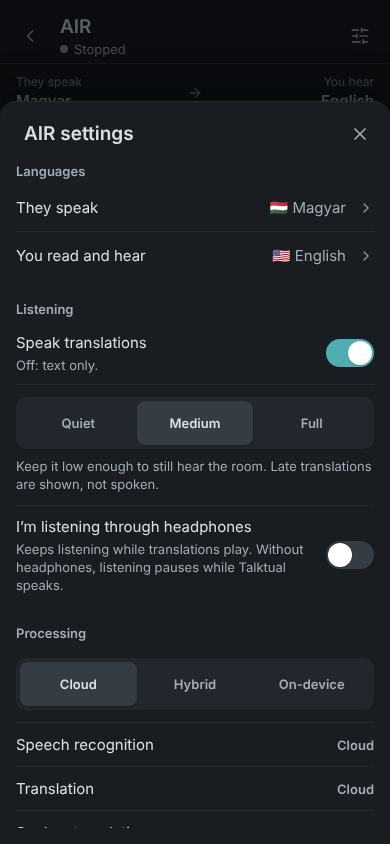 AIR
Stopped
They speak
You hear
Magyar
English
AIR settings
Languages
They speak
🇭🇺 Magyar
You read and hear
🇺🇸 English
Listening
Speak translations
Off: text only.
Quiet
Medium
Full
Keep it low enough to still hear the room. Late translations
are shown, not spoken.
I’m listening through headphones
Keeps listening while translations play. Without
headphones, listening pauses while Talktual
speaks.
Processing
Cloud
Hybrid
On-device
Speech recognition
Cloud
Translation
Cloud